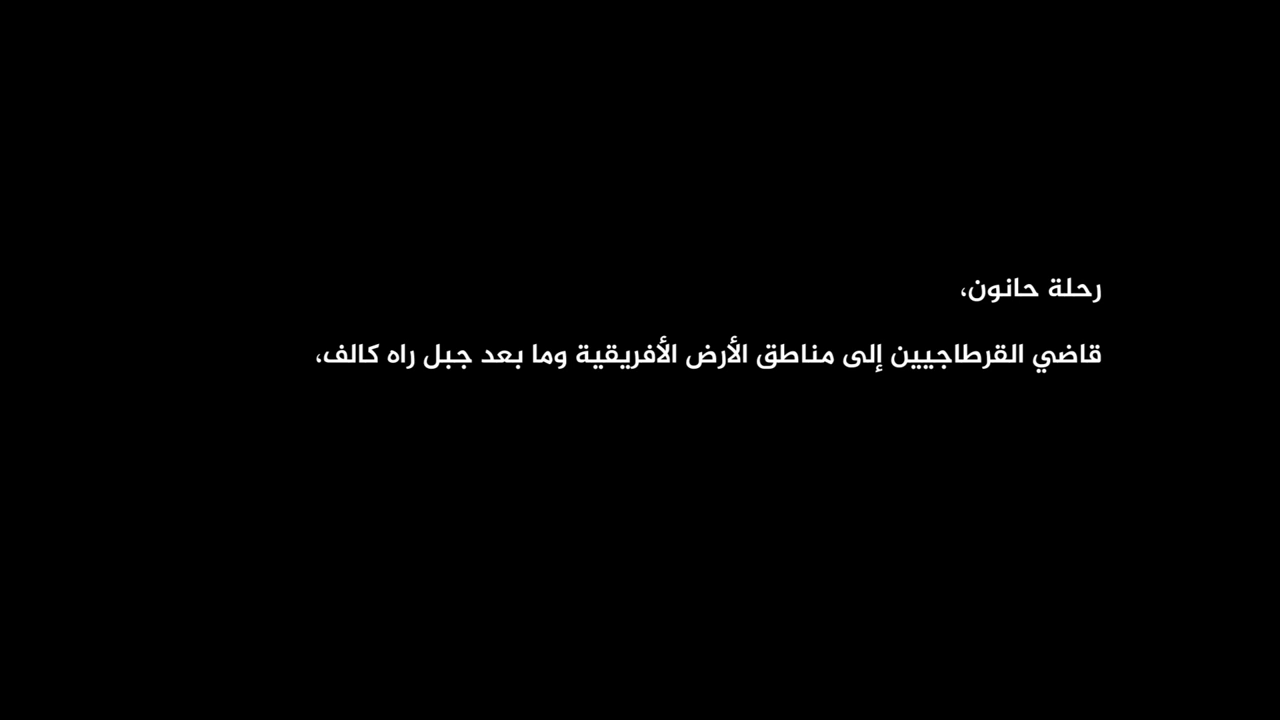 رحلة حانون،
قاضي القرطاجيين إلى مناطق الأرض الأفريقية وما بعد جبل راه كالف،